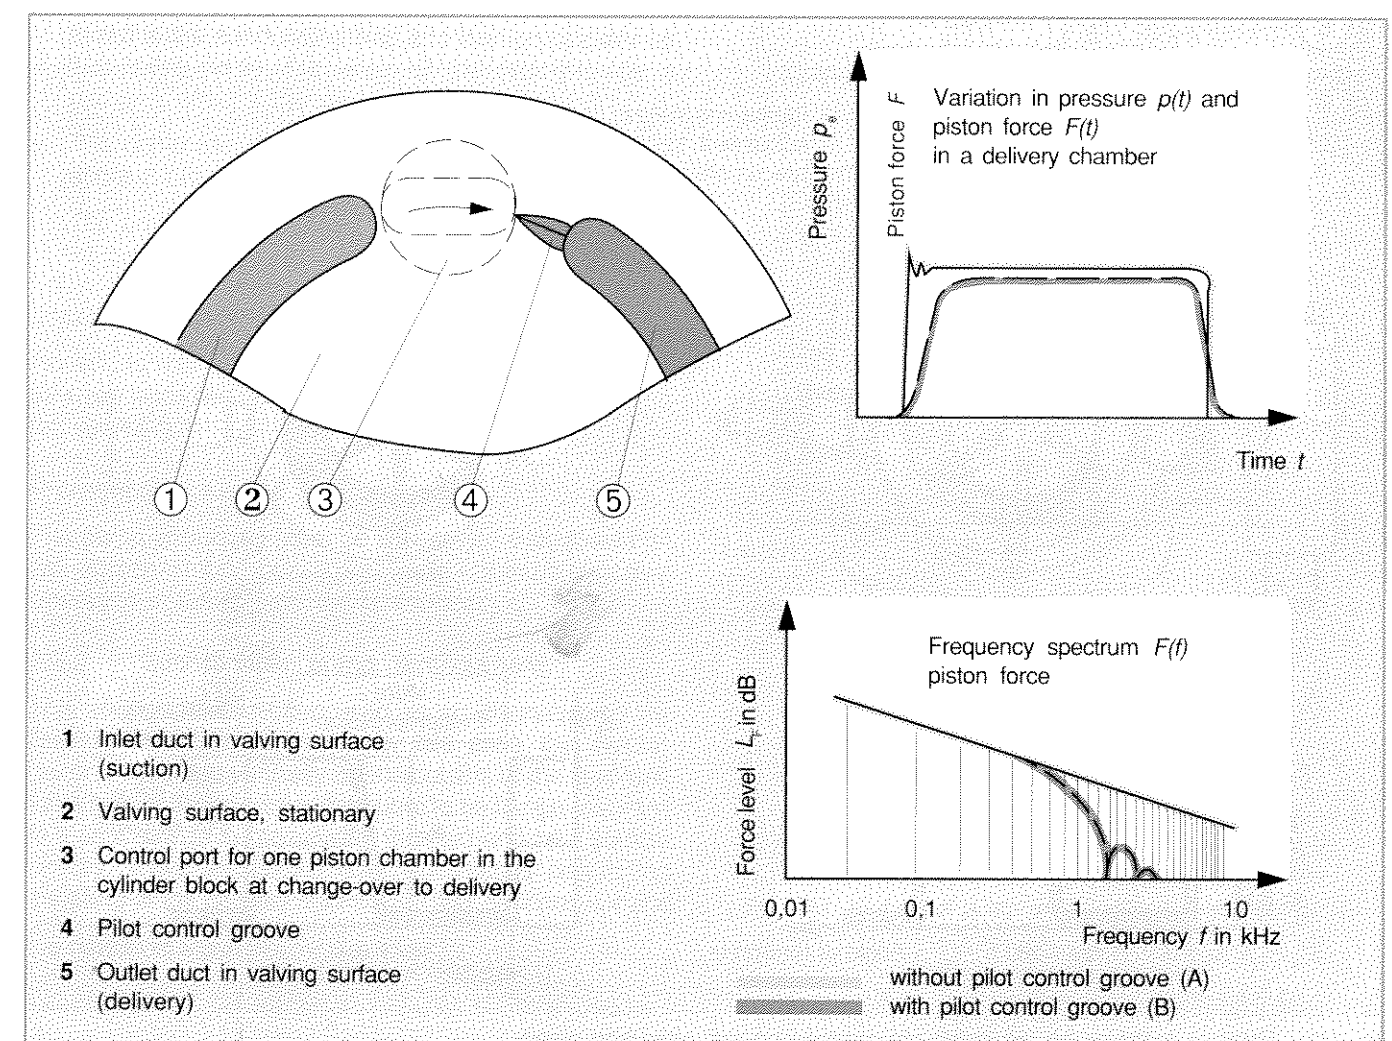 Pressure pₑ
Piston force F
Variation in pressure p(t) and
piston force F(t)
in a delivery chamber
Time t
1 2 3 4 5
Force level L_F in dB
Frequency spectrum F(f)
piston force
0.01 0,1 1 10
Frequency f in kHz
without pilot control groove (A)
with pilot control groove (B)
1 Inlet duct in valving surface
(suction)
2 Valving surface, stationary
3 Control port for one piston chamber in the
cylinder block at change-over to delivery
4 Pilot control groove
5 Outlet duct in valving surface
(delivery)